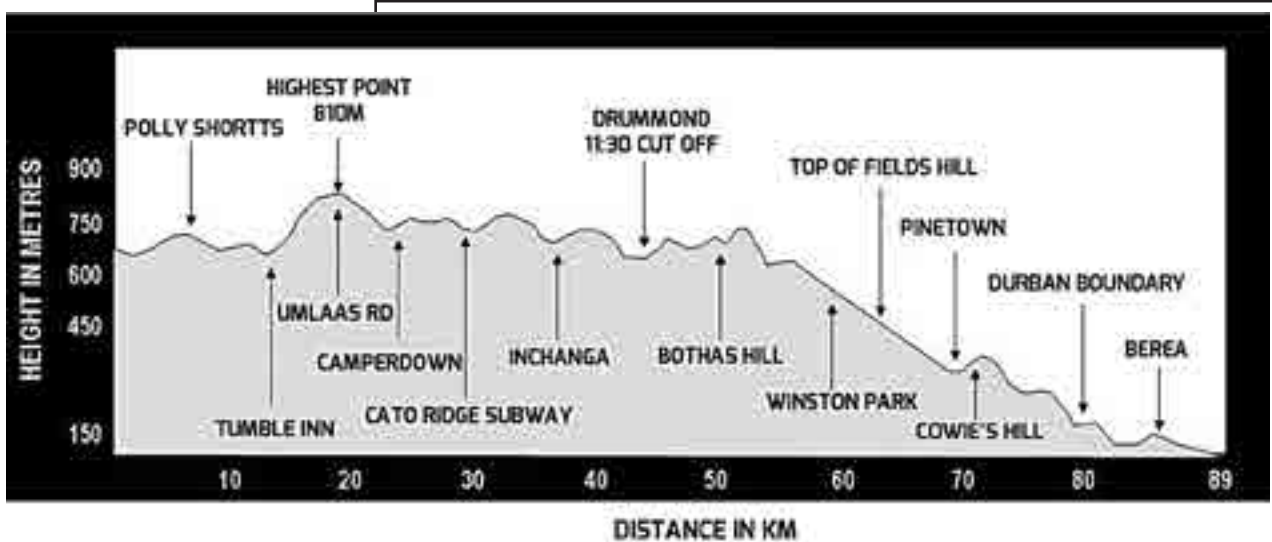 HIGHEST POINT
810M
POLLY SHORTTS
DRUMMOND
11:30 CUT OFF
TOP OF FIELDS HILL
PINETOWN
DURBAN BOUNDARY
BEREA
HEIGHT IN METRES
900
750
600
450
150
UMLAAS RD
CAMPERDOWN
INCHANGA
BOTHAS HILL
WINSTON PARK
TUMBLE INN
CATO RIDGE SUBWAY
COWIE'S HILL
10 20 30 40 50 60 70 80 89
DISTANCE IN KM